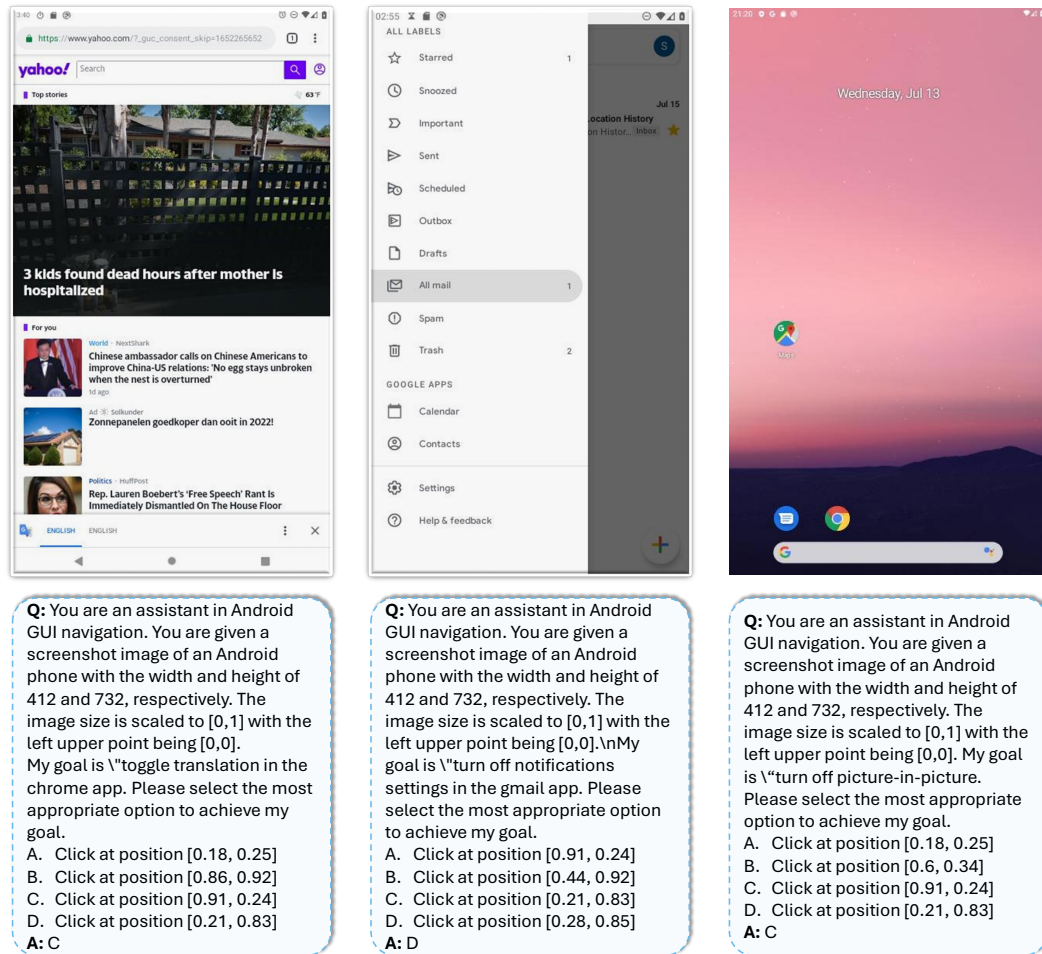 3:40
https://www.yahoo.com/?_guc_consent_skip=1652265652
1
yahoo!
Search
Top stories
63°F
3 kids found dead hours after mother is
hospitalized
For you
World · NextShark
Chinese ambassador calls on Chinese Americans to
improve China-US relations: 'No egg stays unbroken
when the nest is overturned'
1d ago
Ad Solkunder
Zonnepanelen goedkoper dan ooit in 2022!
Politics · HuffPost
Rep. Lauren Boebert's 'Free Speech' Rant Is
Immediately Dismantled On The House Floor
ENGLISH ENGLISH
Q: You are an assistant in Android
GUI navigation. You are given a
screenshot image of an Android
phone with the width and height of
412 and 732, respectively. The
image size is scaled to [0,1] with the
left upper point being [0,0].
My goal is \"toggle translation in the
chrome app. Please select the most
appropriate option to achieve my
goal.
A. Click at position [0.18, 0.25]
B. Click at position [0.86, 0.92]
C. Click at position [0.91, 0.24]
D. Click at position [0.21, 0.83]
A: C
02:55
ALL LABELS
Starred 1
Snoozed
Important
Sent
Scheduled
Outbox
Drafts
All mail 1
Spam
Trash 2
GOOGLE APPS
Calendar
Contacts
Settings
Help & feedback
S
Jul 15
ocation History
on Histor.. Inbox
Q: You are an assistant in Android
GUI navigation. You are given a
screenshot image of an Android
phone with the width and height of
412 and 732, respectively. The
image size is scaled to [0,1] with the
left upper point being [0,0].\nMy
goal is \"turn off notifications
settings in the gmail app. Please
select the most appropriate option
to achieve my goal.
A. Click at position [0.91, 0.24]
B. Click at position [0.44, 0.92]
C. Click at position [0.21, 0.83]
D. Click at position [0.28, 0.85]
A: D
21:20
Wednesday, Jul 13
Maps
Q: You are an assistant in Android
GUI navigation. You are given a
screenshot image of an Android
phone with the width and height of
412 and 732, respectively. The
image size is scaled to [0,1] with the
left upper point being [0,0]. My goal
is \“turn off picture-in-picture.
Please select the most appropriate
option to achieve my goal.
A. Click at position [0.18, 0.25]
B. Click at position [0.6, 0.34]
C. Click at position [0.91, 0.24]
D. Click at position [0.21, 0.83]
A: C